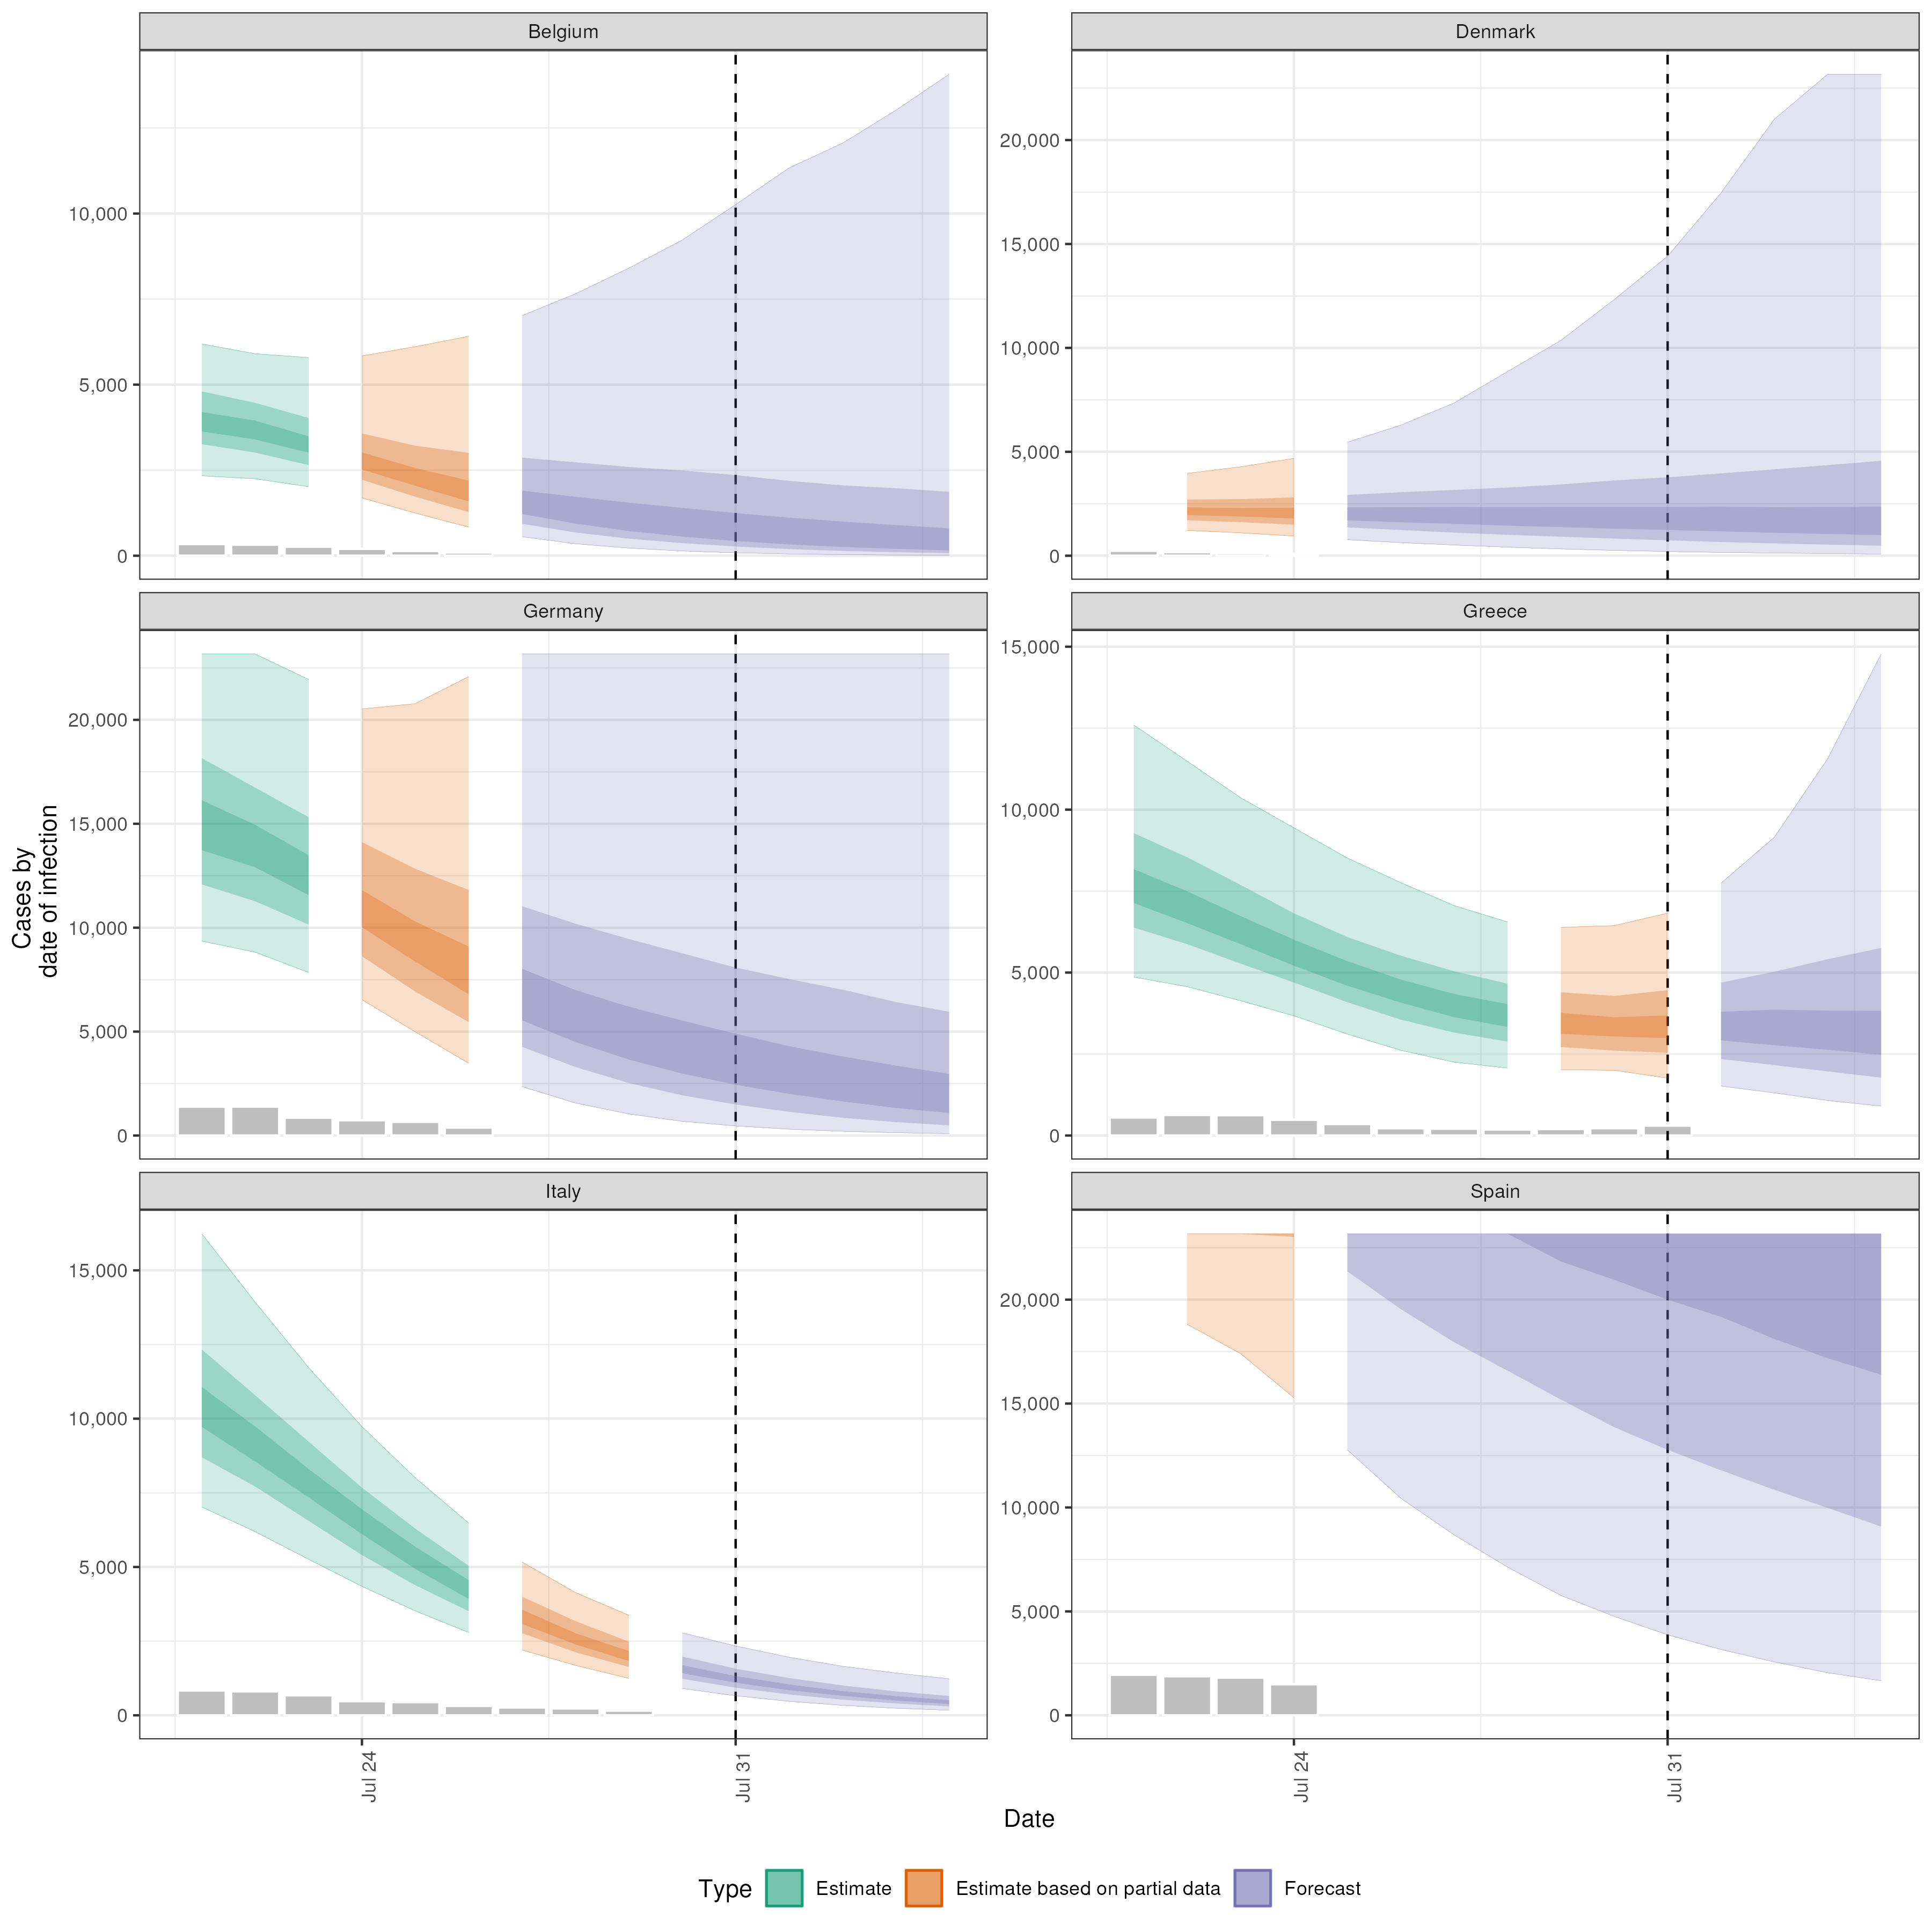 Belgium
Denmark
10,000
5,000
0
20,000
15,000
10,000
5,000
0
Germany
Greece
20,000
15,000
10,000
5,000
0
15,000
10,000
5,000
0
Cases by
date of infection
Italy
Spain
15,000
10,000
5,000
0
20,000
15,000
10,000
5,000
0
Jul 24
Jul 31
Jul 24
Jul 31
Date
Type Estimate Estimate based on partial data Forecast